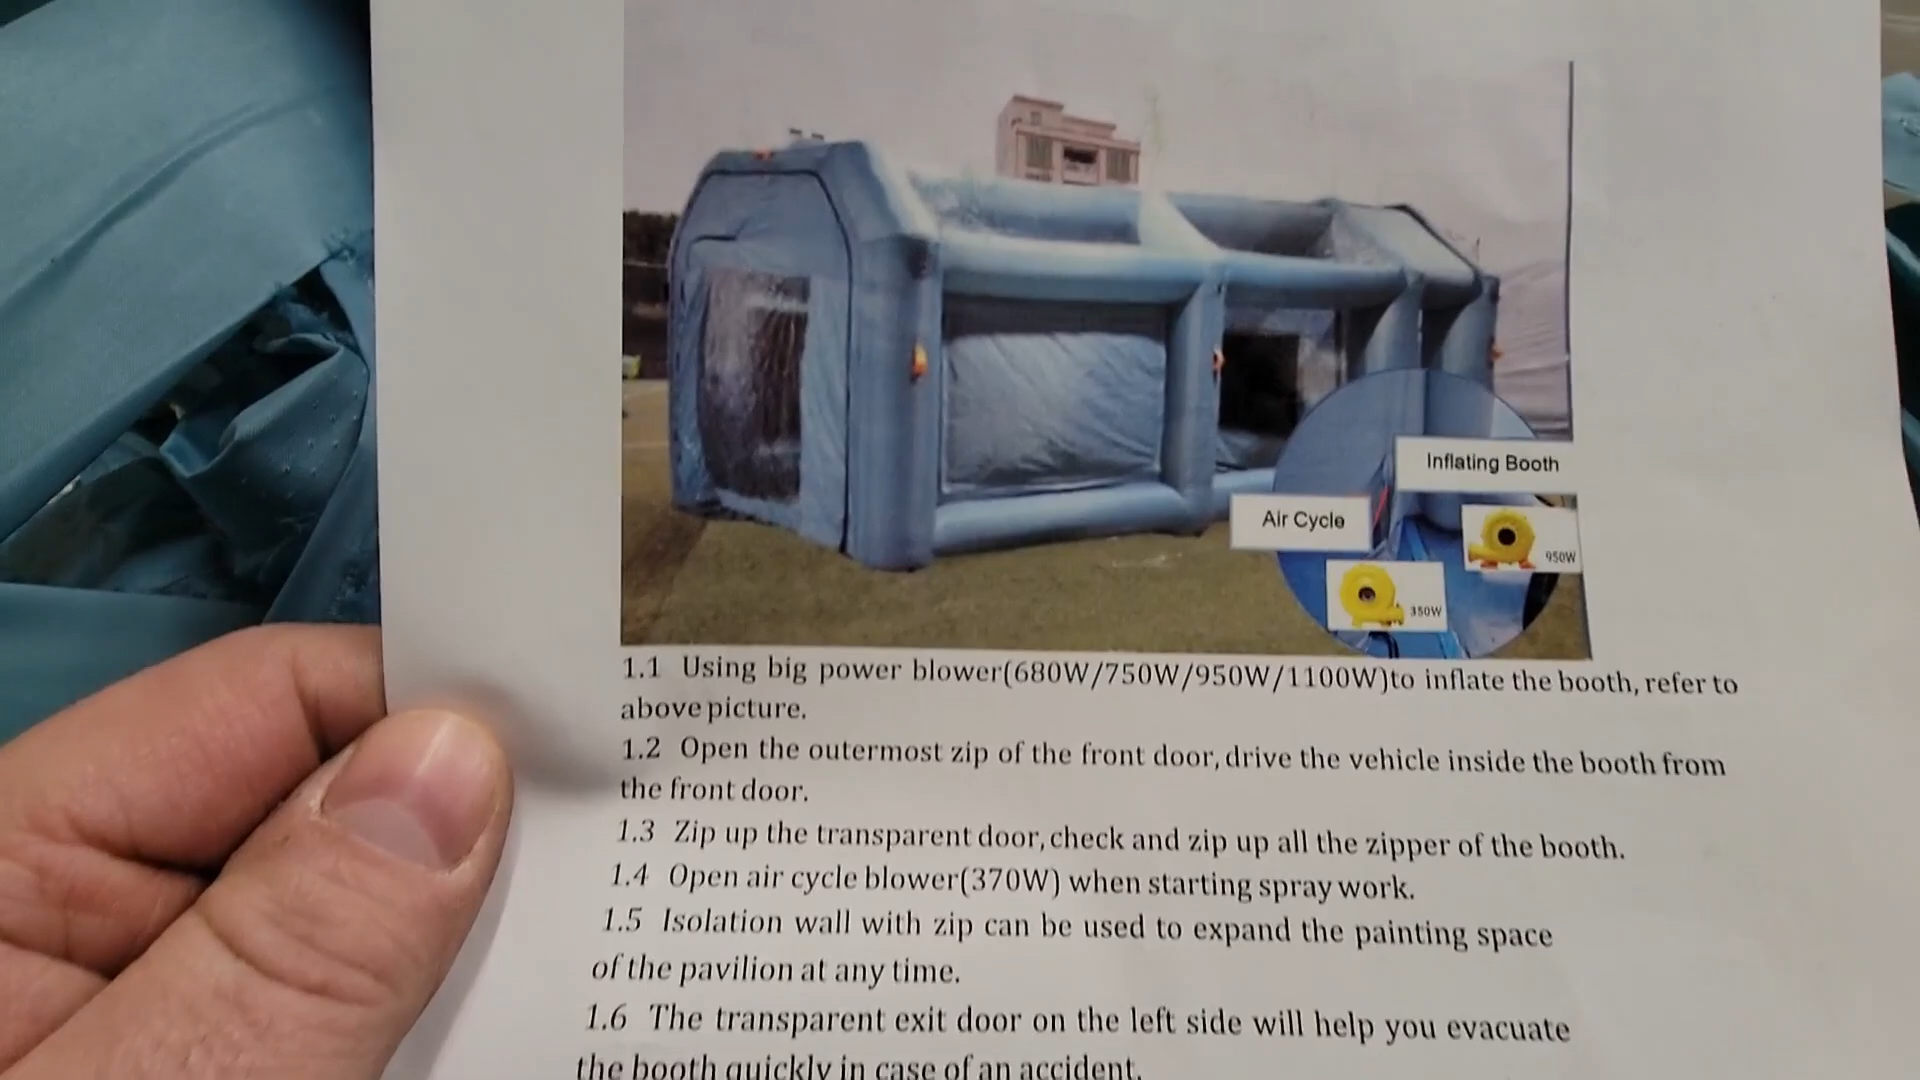 Inflating Booth
Air Cycle
950W
350W
1.1 Using big power blower(680W/750W/950W/1100W)to inflate the booth, refer to
above picture.
1.2 Open the outermost zip of the front door, drive the vehicle inside the booth from
the front door.
1.3 Zip up the transparent door, check and zip up all the zipper of the booth.
1.4 Open air cycle blower(370W) when starting spray work.
1.5 Isolation wall with zip can be used to expand the painting space
of the pavilion at any time.
1.6 The transparent exit door on the left side will help you evacuate
the booth quickly in case of an accident.